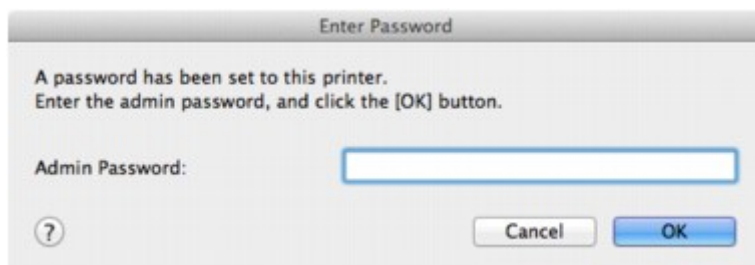 Enter Password
A password has been set to this printer.
Enter the admin password, and click the [OK] button.
Admin Password:
?
Cancel
OK